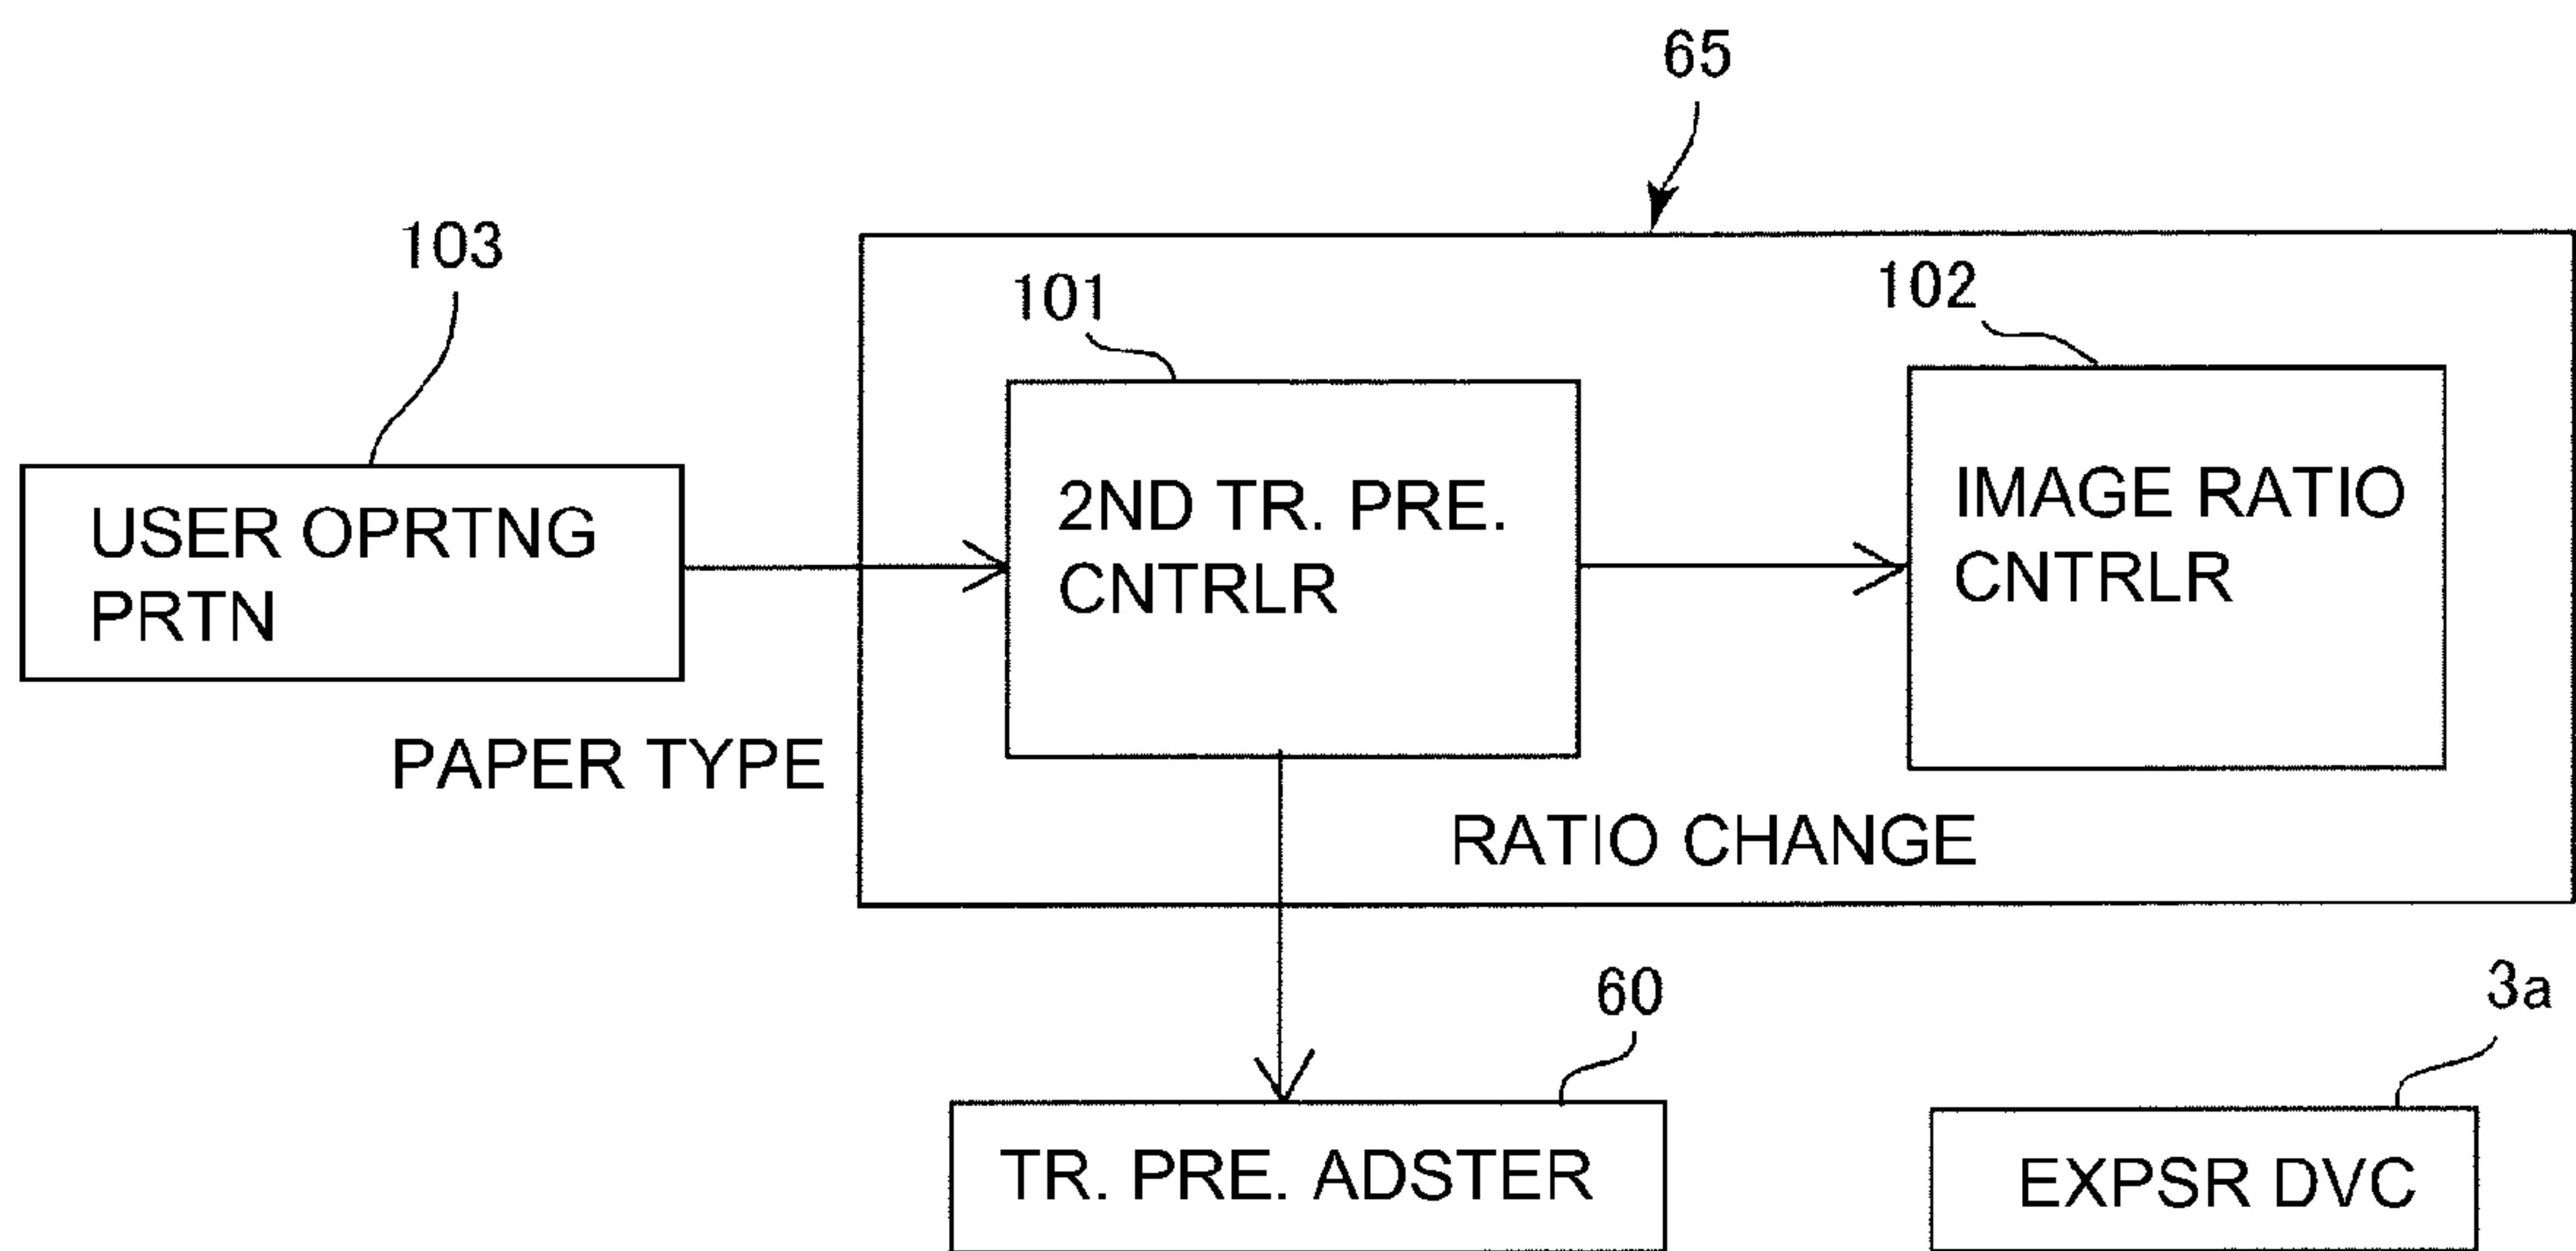 65
103
101
102
USER OPRTNG
PRTN
2ND TR. PRE.
CNTRLR
IMAGE RATIO
CNTRLR
PAPER TYPE
RATIO CHANGE
60
3a
TR. PRE. ADSTER
EXPSR DVC